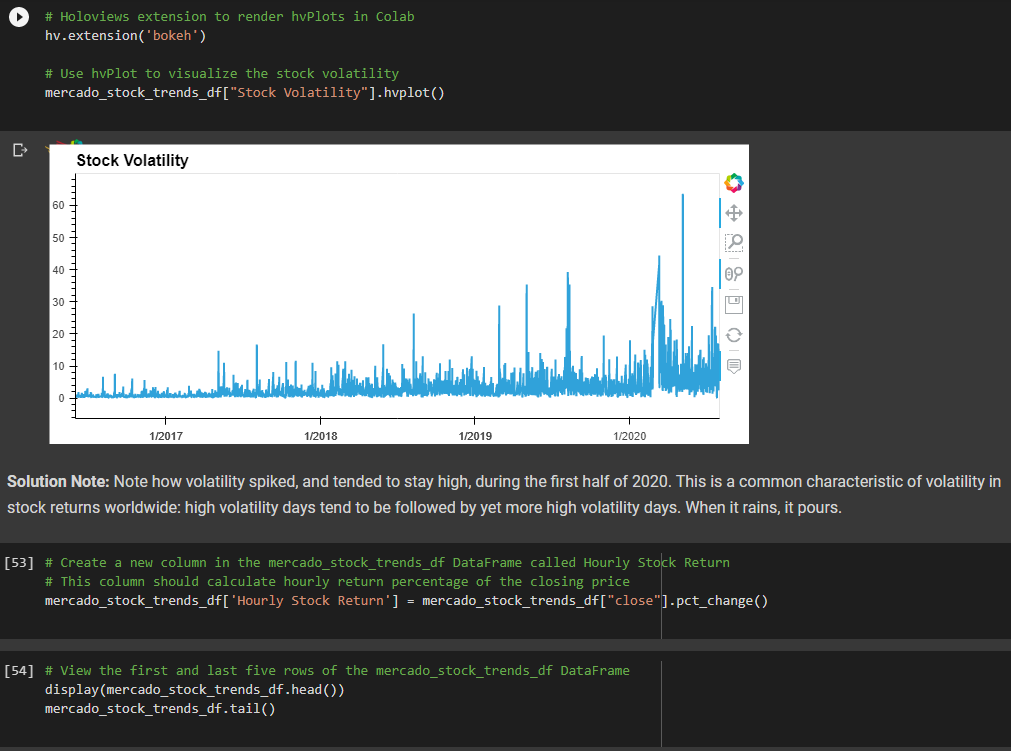 # Holoviews extension to render hvPlots in Colab
hv.extension('bokeh')
# Use hvPlot to visualize the stock volatility
mercado_stock_trends_df["Stock Volatility"].hvplot()
Stock Volatility
60
50
40
30
20
10
0
1/2017 1/2018 1/2019 1/2020
Solution Note: Note how volatility spiked, and tended to stay high, during the first half of 2020. This is a common characteristic of volatility in
stock returns worldwide: high volatility days tend to be followed by yet more high volatility days. When it rains, it pours.
[53] # Create a new column in the mercado_stock_trends_df DataFrame called Hourly Stock Return
# This column should calculate hourly return percentage of the closing price
mercado_stock_trends_df['Hourly Stock Return'] = mercado_stock_trends_df["close"].pct_change()
[54] # View the first and last five rows of the mercado_stock_trends_df DataFrame
display(mercado_stock_trends_df.head())
mercado_stock_trends_df.tail()